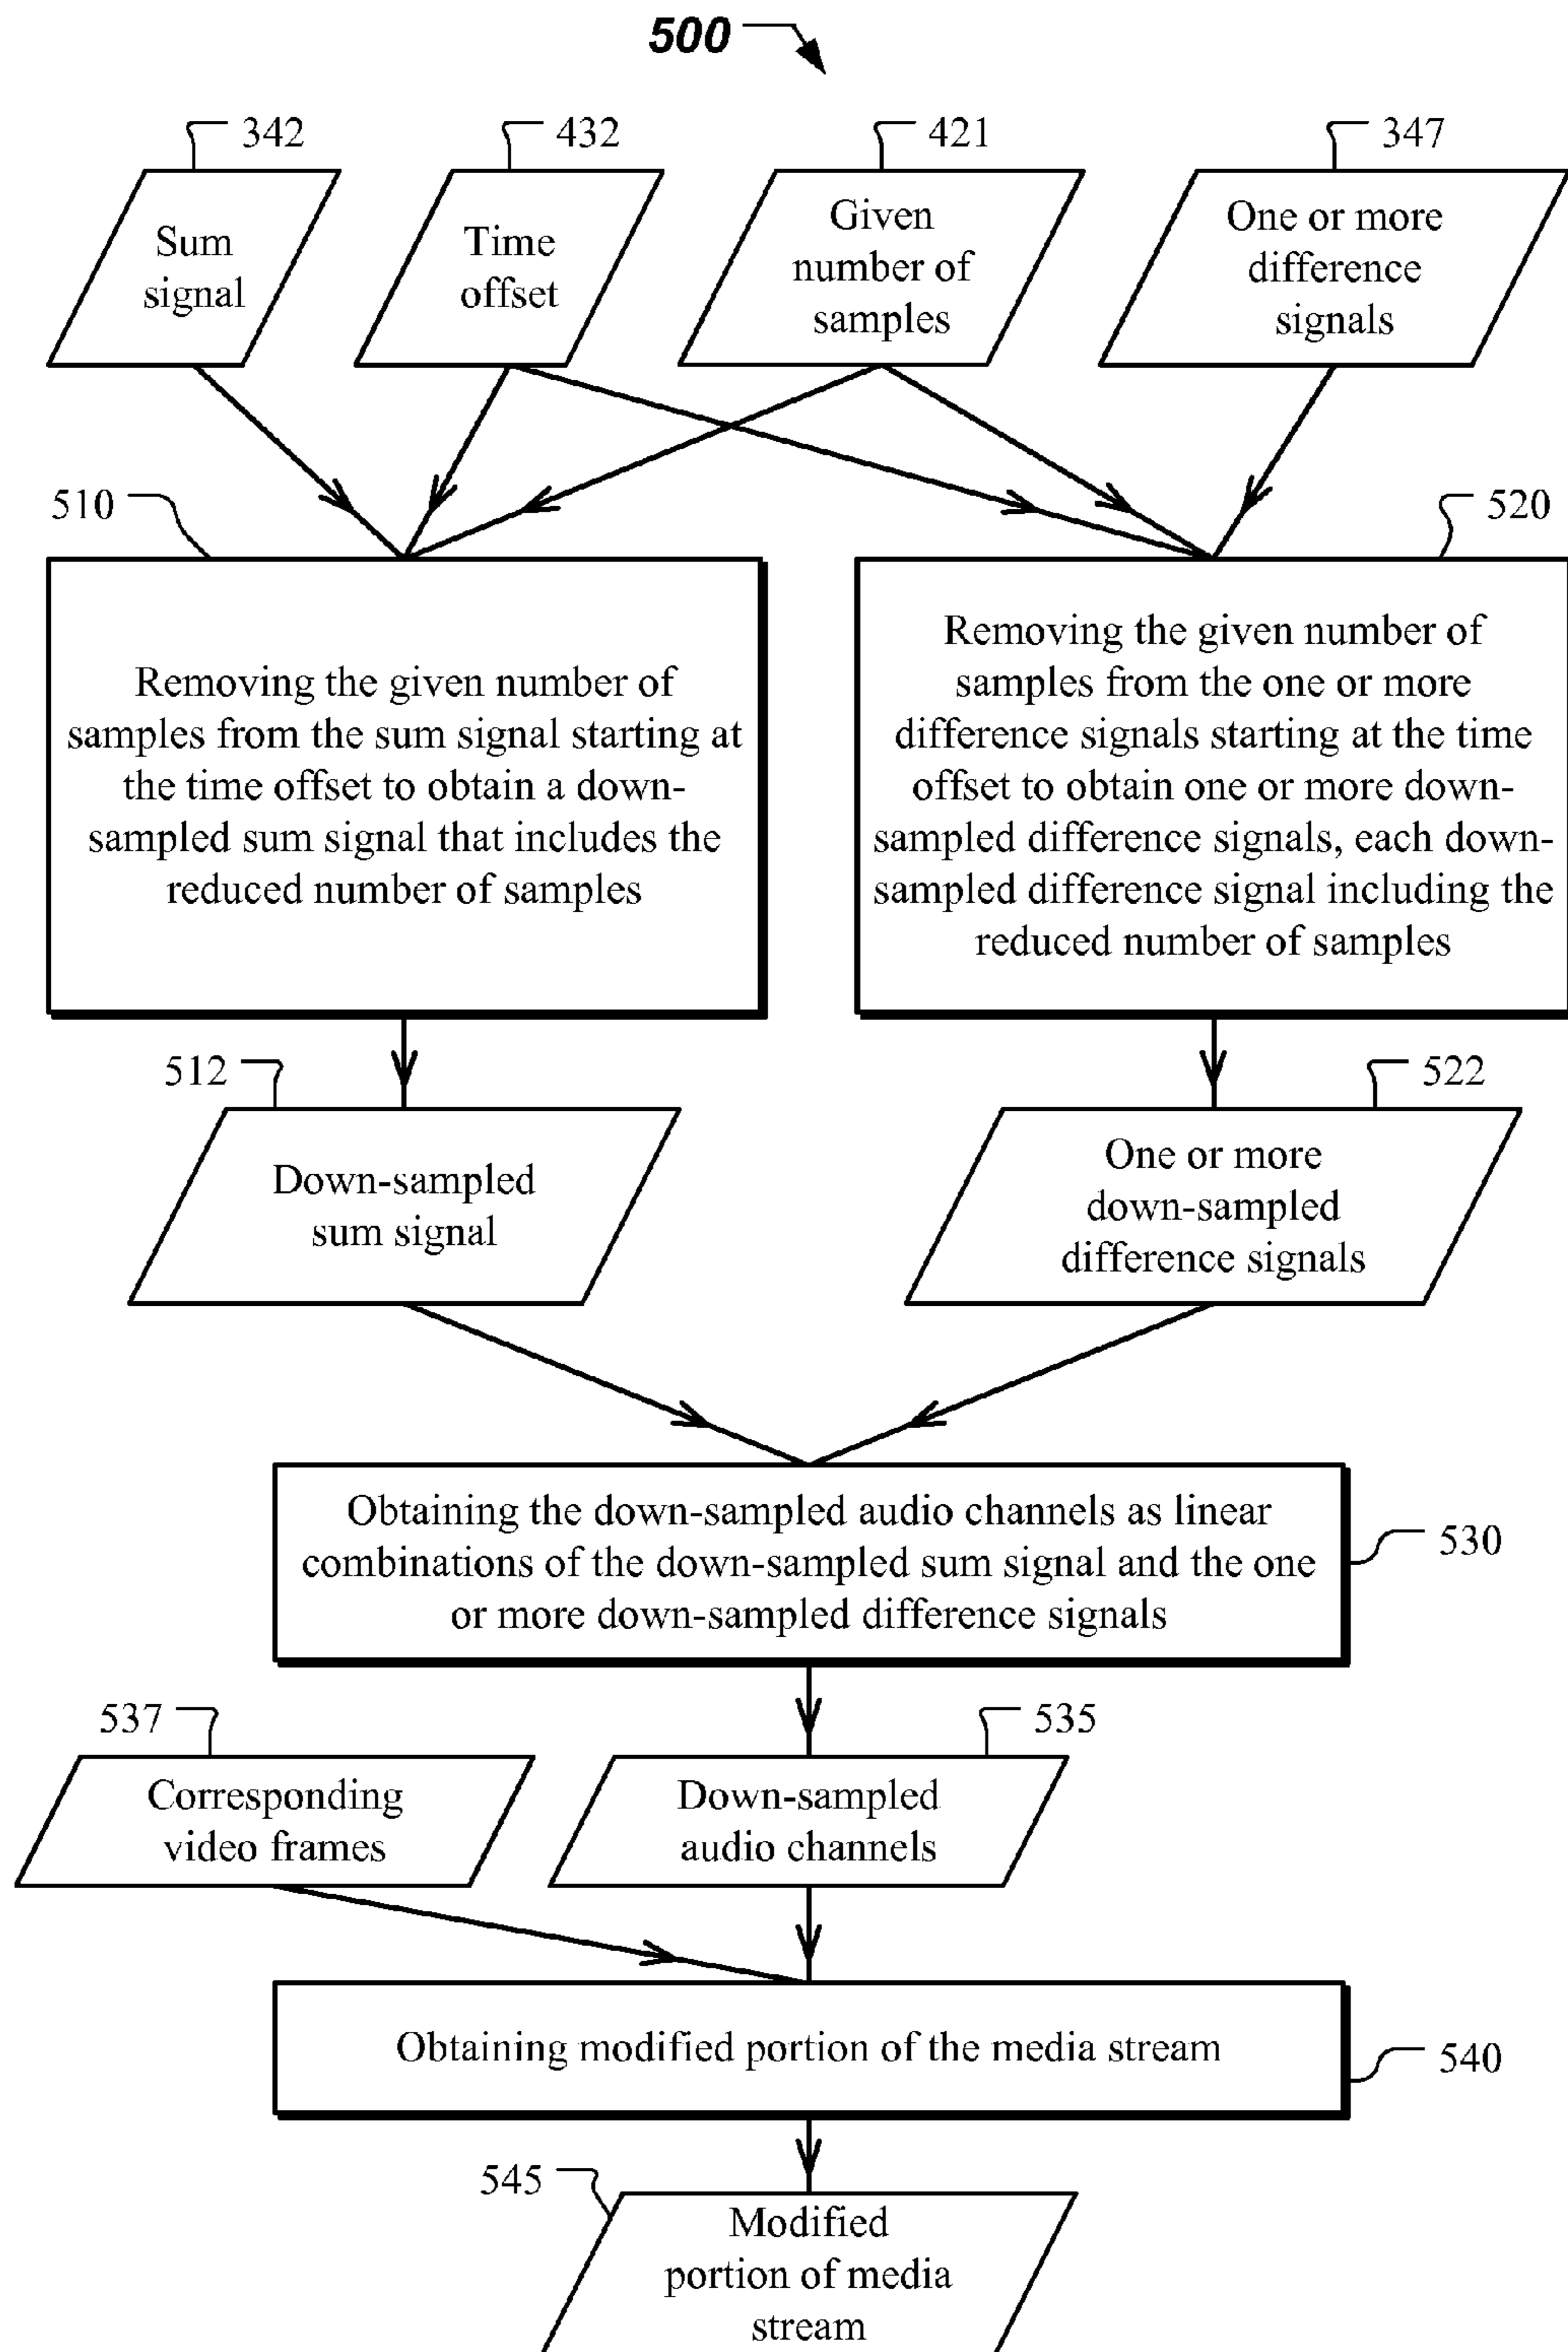 500
342
432
421
347
Sum
signal
Time
offset
Given
number of
samples
One or more
difference
signals
510
520
Removing the given number of
samples from the sum signal starting at
the time offset to obtain a down-
sampled sum signal that includes the
reduced number of samples
Removing the given number of
samples from the one or more
difference signals starting at the time
offset to obtain one or more down-
sampled difference signals, each down-
sampled difference signal including the
reduced number of samples
512
522
Down-sampled
sum signal
One or more
down-sampled
difference signals
Obtaining the down-sampled audio channels as linear
combinations of the down-sampled sum signal and the one
or more down-sampled difference signals
530
537
535
Corresponding
video frames
Down-sampled
audio channels
Obtaining modified portion of the media stream
540
545
Modified
portion of media
stream